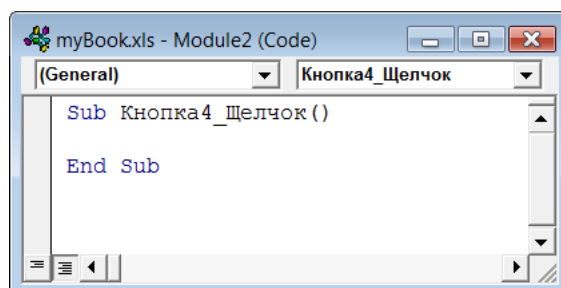 myBook.xls - Module2 (Code)
(General) Кнопка4_Щелчок
Sub Кнопка4_Щелчок()
End Sub